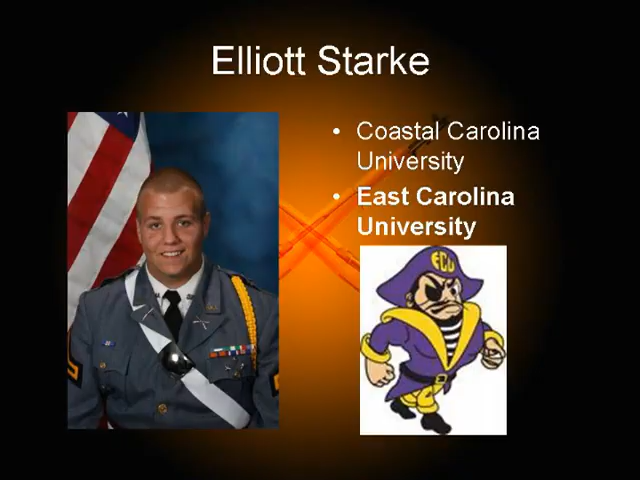 Elliott Starke
• Coastal Carolina
University
• East Carolina
University
ECU